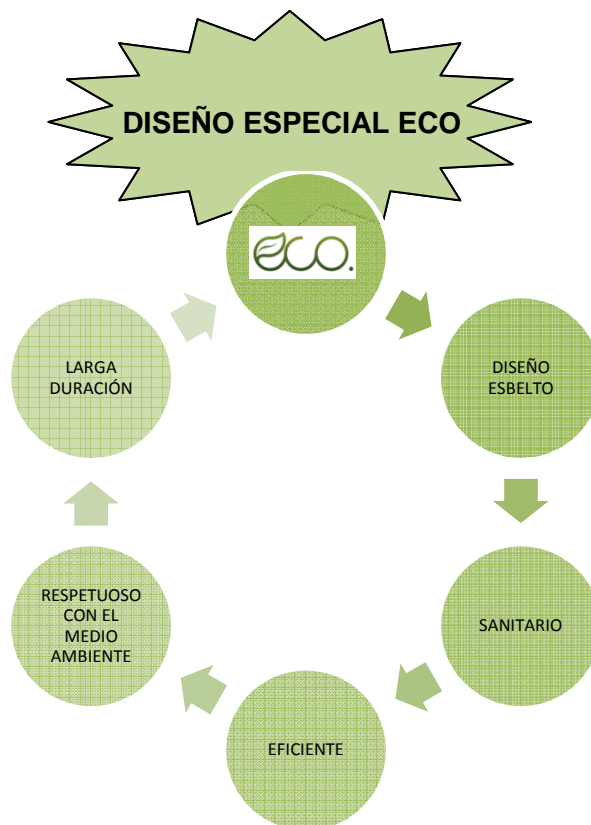 DISEÑO ESPECIAL ECO
eco.
DISEÑO
ESBELTO
SANITARIO
EFICIENTE
RESPETUOSO
CON EL
MEDIO
AMBIENTE
LARGA
DURACIÓN